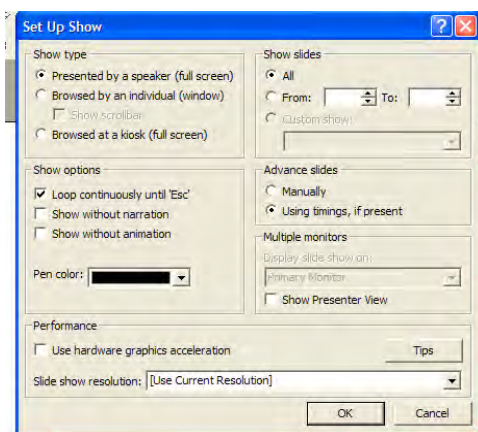 Set Up Show
Show type
Presented by a speaker (full screen)
Browsed by an individual (window)
Show scrollbar
Browsed at a kiosk (full screen)
Show slides
All
From: To:
Custom show:
Show options
Loop continuously until 'Esc'
Show without narration
Show without animation
Pen color:
Advance slides
Manually
Using timings, if present
Multiple monitors
Display slide show on:
Primary Monitor
Show Presenter View
Performance
Use hardware graphics acceleration
Tips
Slide show resolution: [Use Current Resolution]
OK Cancel